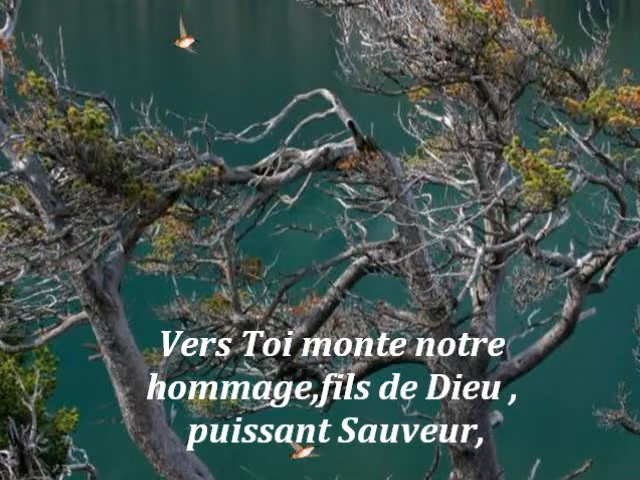 Vers Toi monte notre
hommage,fils de Dieu ,
puissant Sauveur,